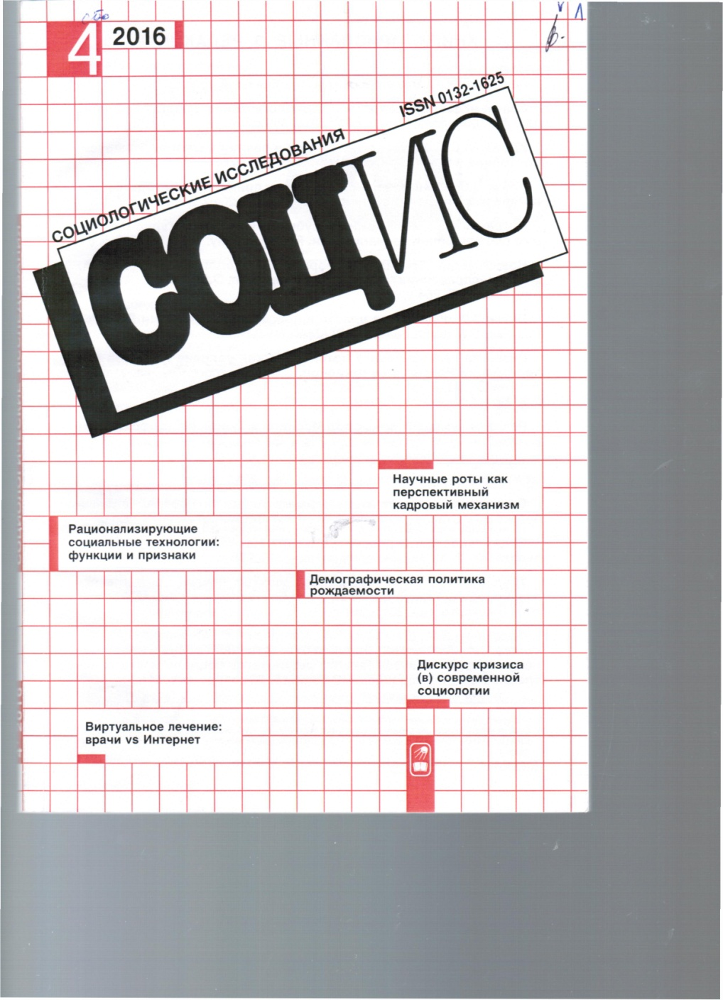 4 2016
ISSN 0132-1625
СОЦИОЛОГИЧЕСКИЕ ИССЛЕДОВАНИЯ
СОЦИС
Научные роты как
перспективный
кадровый механизм
Рационализирующие
социальные технологии:
функции и признаки
Демографическая политика
рождаемости
Дискурс кризиса
(в) современной
социологии
Виртуальное лечение:
врачи vs Интернет